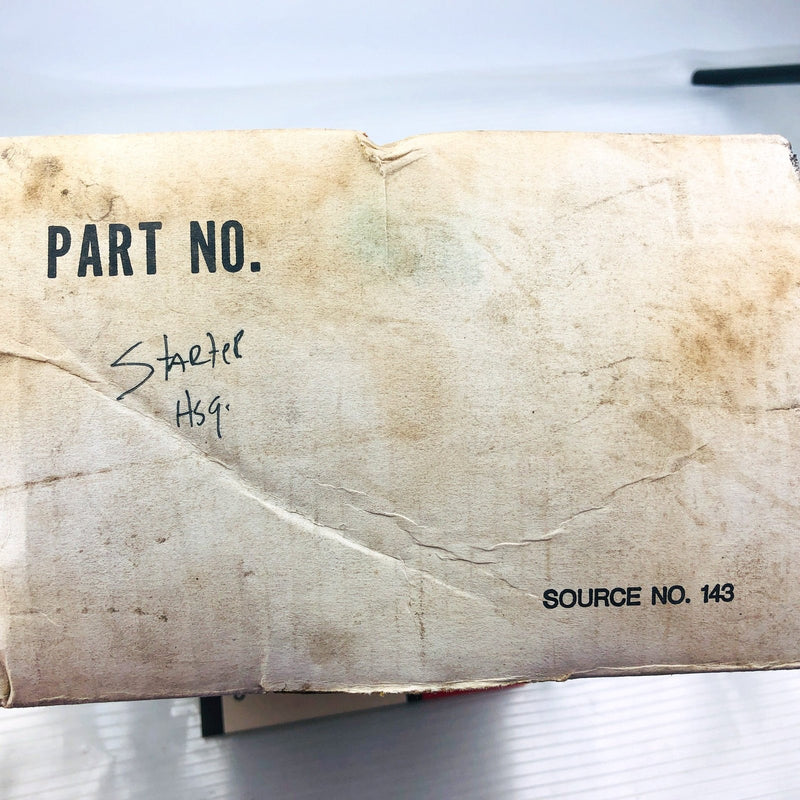 PART NO.
Starter
Hsg.
SOURCE NO. 143